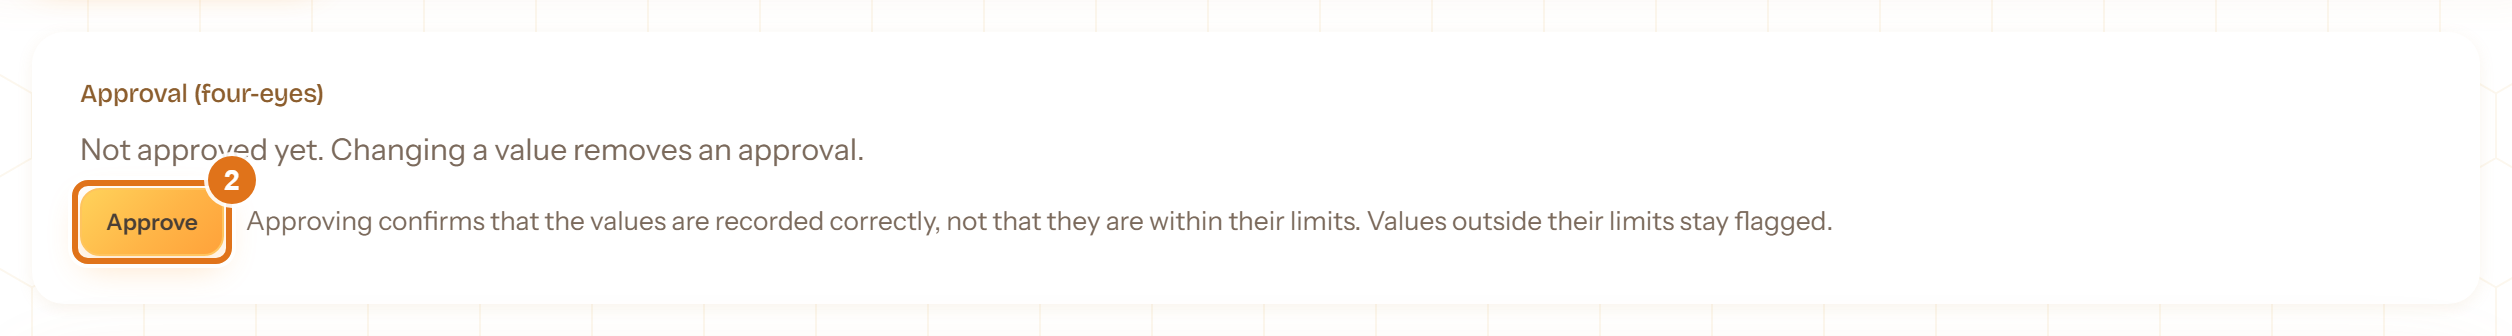 Approval (four-eyes)
Not approved yet. Changing a value removes an approval.
2
Approve
Approving confirms that the values are recorded correctly, not that they are within their limits. Values outside their limits stay flagged.